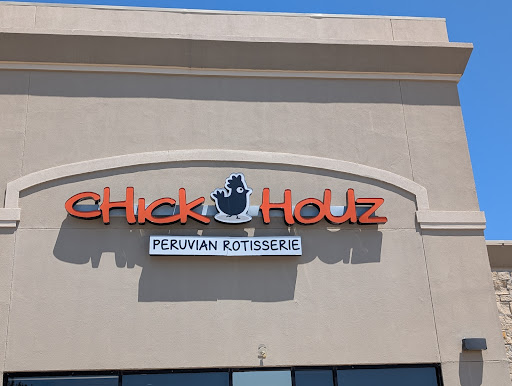 CHICK HOUZ
PERUVIAN ROTISSERIE